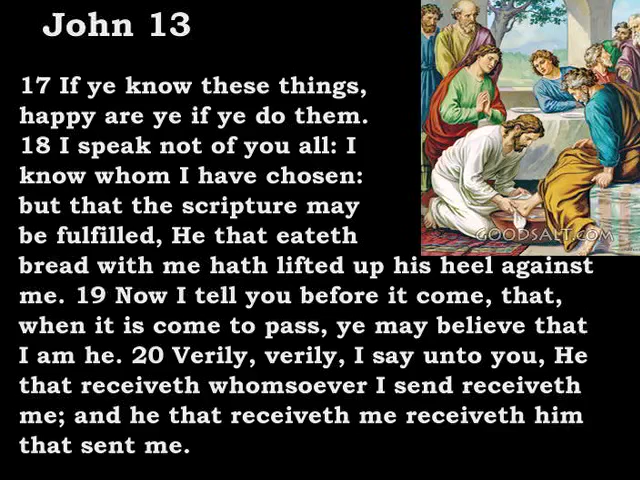 John 13
17 If ye know these things,
happy are ye if ye do them.
18 I speak not of you all: I
know whom I have chosen:
but that the scripture may
be fulfilled, He that eateth
bread with me hath lifted up his heel against
me. 19 Now I tell you before it come, that,
when it is come to pass, ye may believe that
I am he. 20 Verily, verily, I say unto you, He
that receiveth whomsoever I send receiveth
me; and he that receiveth me receiveth him
that sent me.
GOODSALT.COM